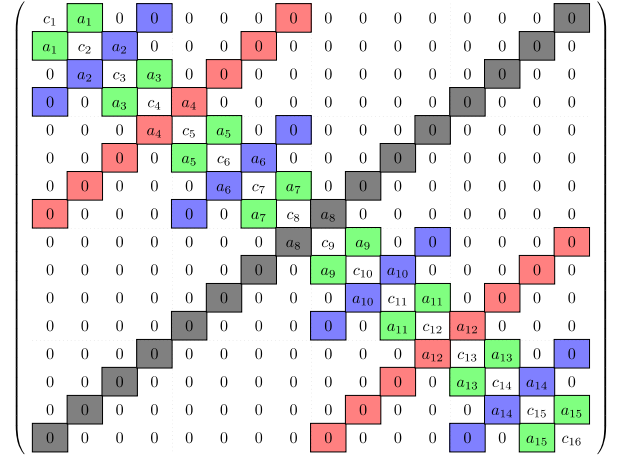 c₁ a₁ 0 0 0 0 0 0 0 0 0 0 0 0 0 0
a₁ c₂ a₂ 0 0 0 0 0 0 0 0 0 0 0 0 0
0 a₂ c₃ a₃ 0 0 0 0 0 0 0 0 0 0 0 0
0 0 a₃ c₄ a₄ 0 0 0 0 0 0 0 0 0 0 0
0 0 0 a₄ c₅ a₅ 0 0 0 0 0 0 0 0 0 0
0 0 0 0 a₅ c₆ a₆ 0 0 0 0 0 0 0 0 0
0 0 0 0 0 a₆ c₇ a₇ 0 0 0 0 0 0 0 0
0 0 0 0 0 0 a₇ c₈ a₈ 0 0 0 0 0 0 0
0 0 0 0 0 0 0 a₈ c₉ a₉ 0 0 0 0 0 0
0 0 0 0 0 0 0 0 a₉ c₁₀ a₁₀ 0 0 0 0 0
0 0 0 0 0 0 0 0 0 a₁₀ c₁₁ a₁₁ 0 0 0 0
0 0 0 0 0 0 0 0 0 0 a₁₁ c₁₂ a₁₂ 0 0 0
0 0 0 0 0 0 0 0 0 0 0 a₁₂ c₁₃ a₁₃ 0 0
0 0 0 0 0 0 0 0 0 0 0 0 a₁₃ c₁₄ a₁₄ 0
0 0 0 0 0 0 0 0 0 0 0 0 0 a₁₄ c₁₅ a₁₅
0 0 0 0 0 0 0 0 0 0 0 0 0 0 a₁₅ c₁₆